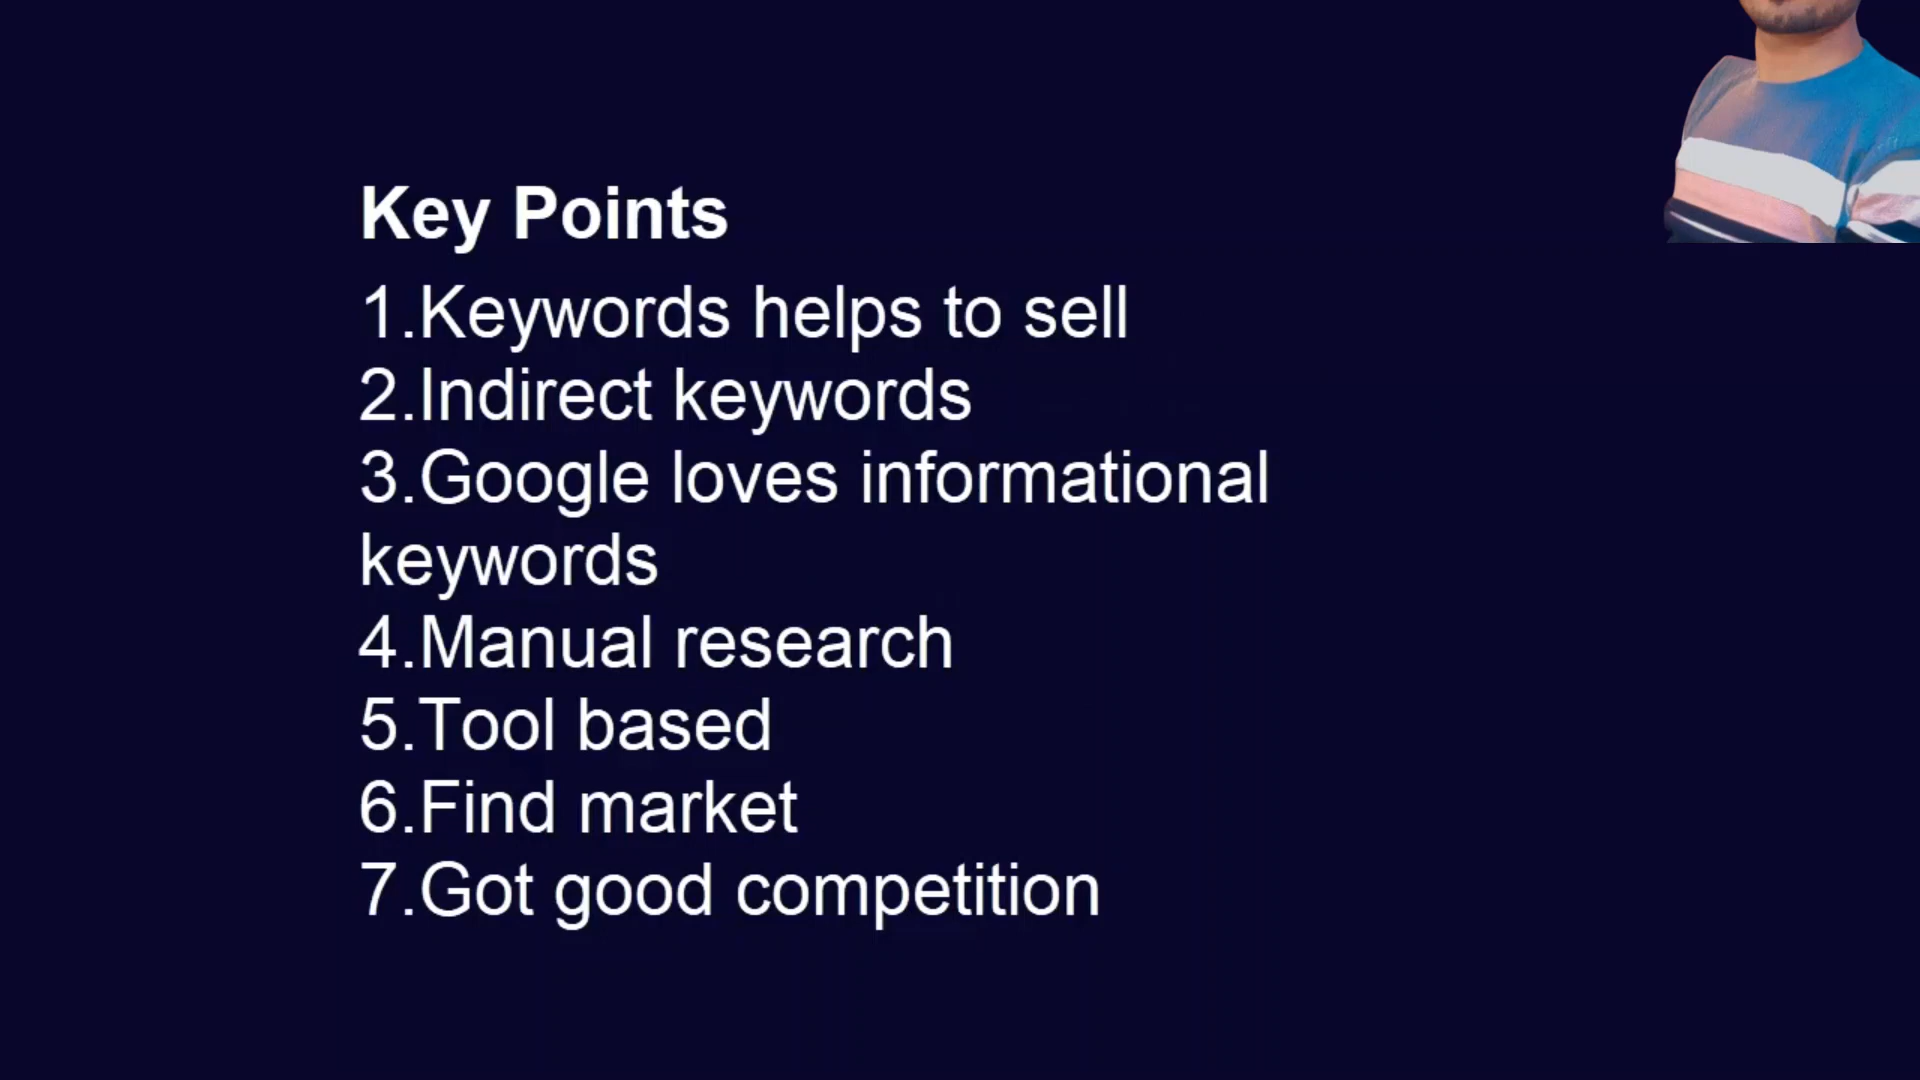 Key Points
1.Keywords helps to sell
2.Indirect keywords
3.Google loves informational
keywords
4.Manual research
5.Tool based
6.Find market
7.Got good competition